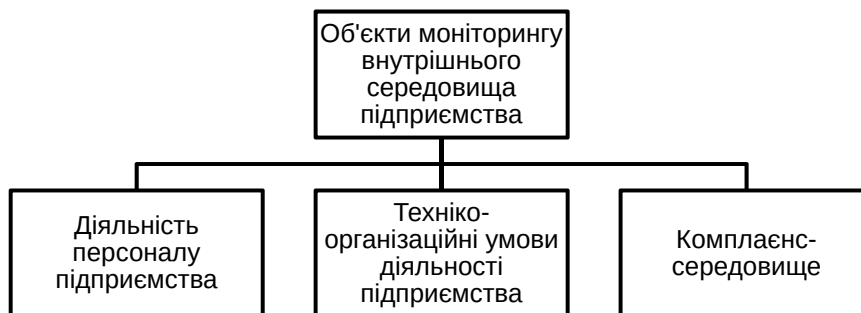 Об'єкти моніторингу
внутрішнього
середовища
підприємства
Діяльність
персоналу
підприємства
Техніко-
організаційні умови
діяльності
підприємства
Комплаєнс-
середовище